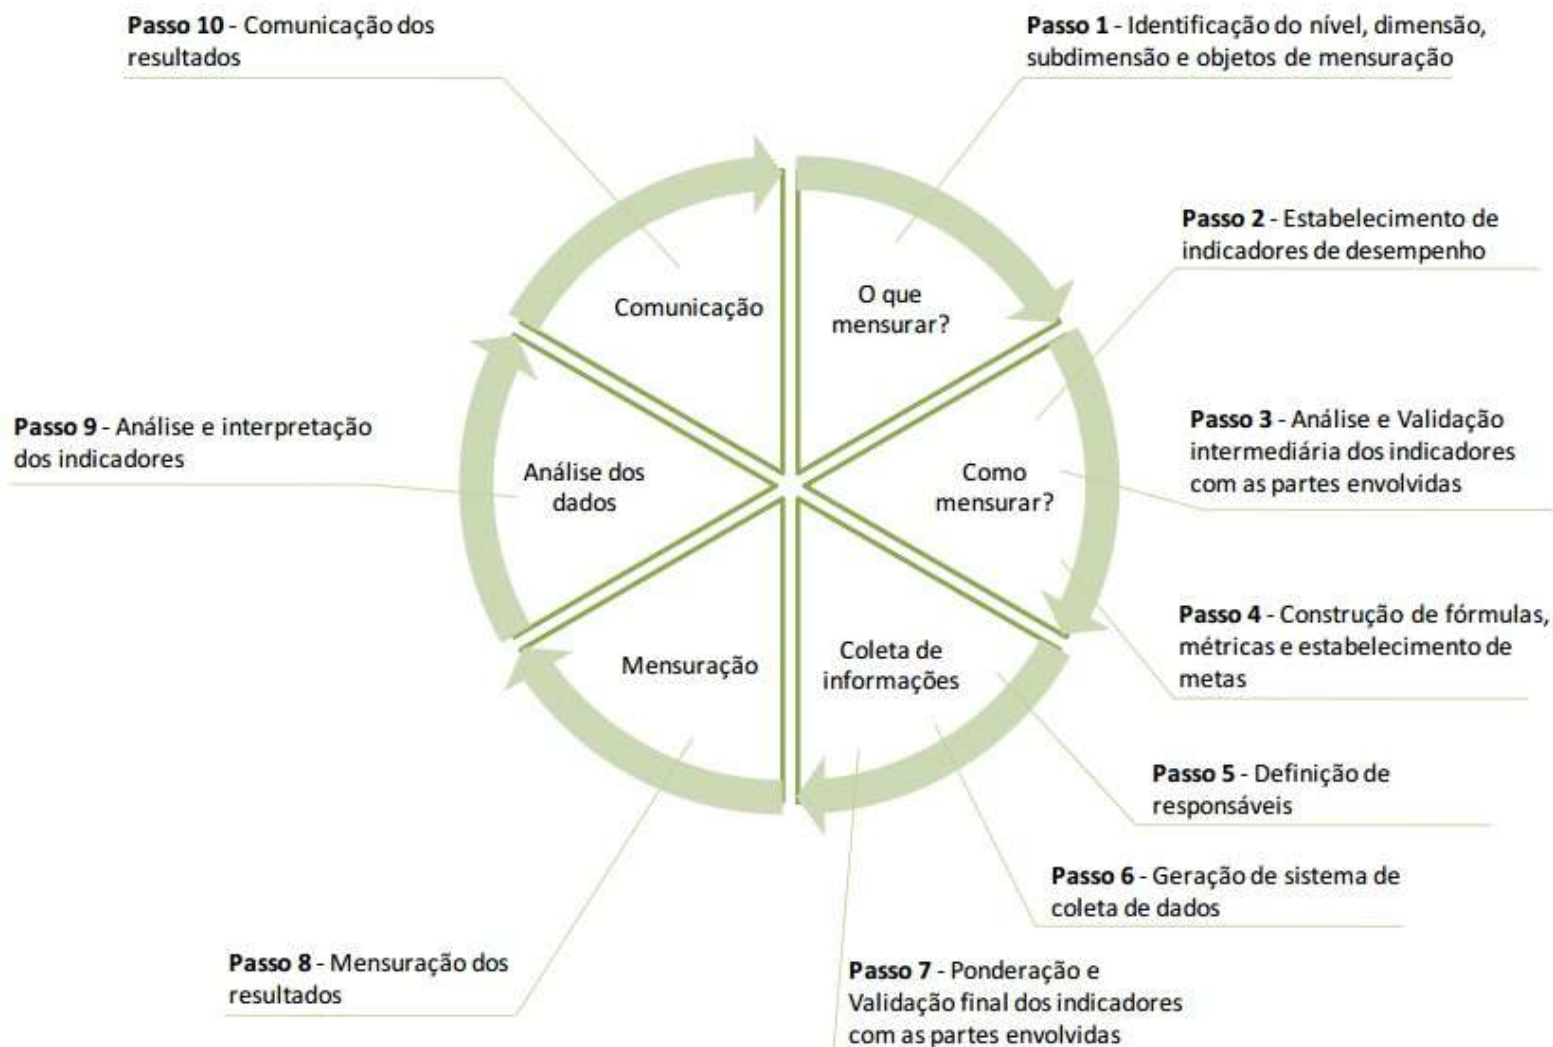 Passo 10 - Comunicação dos
resultados
Passo 1 - Identificação do nível, dimensão,
subdimensão e objetos de mensuração
Passo 2 - Estabelecimento de
indicadores de desempenho
Comunicação
O que
mensurar?
Passo 9 - Análise e interpretação
dos indicadores
Passo 3 - Análise e Validação
intermediária dos indicadores
com as partes envolvidas
Análise dos
dados
Como
mensurar?
Passo 4 - Construção de fórmulas,
métricas e estabelecimento de
metas
Mensuração
Coleta de
informações
Passo 5 - Definição de
responsáveis
Passo 6 - Geração de sistema de
coleta de dados
Passo 8 - Mensuração dos
resultados
Passo 7 - Ponderação e
Validação final dos indicadores
com as partes envolvidas